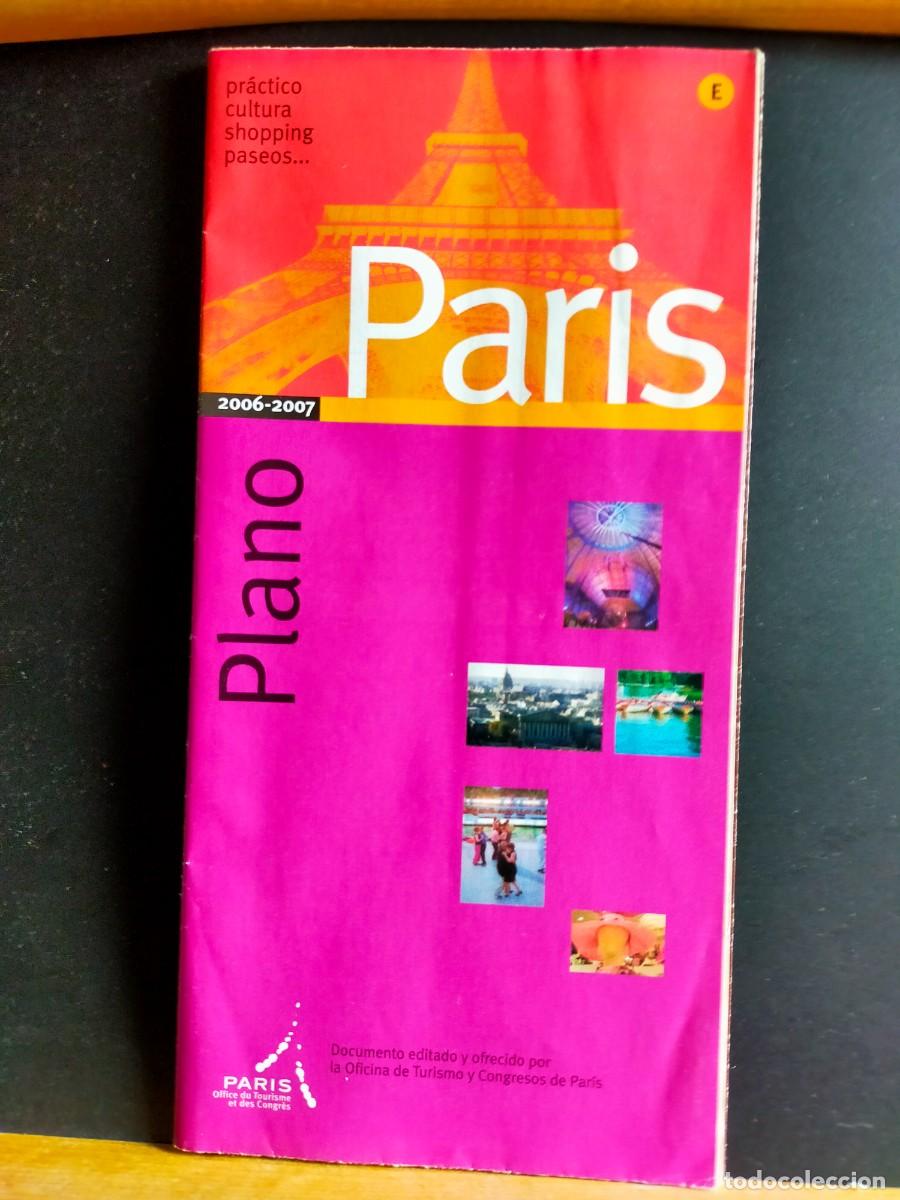 práctico
cultura
shopping
paseos...
E
Paris
2006-2007
Plano
PARIS
Office du Tourisme
et des Congrès
Documento editado y ofrecido por
la Oficina de Turismo y Congresos de París
todocoleccion